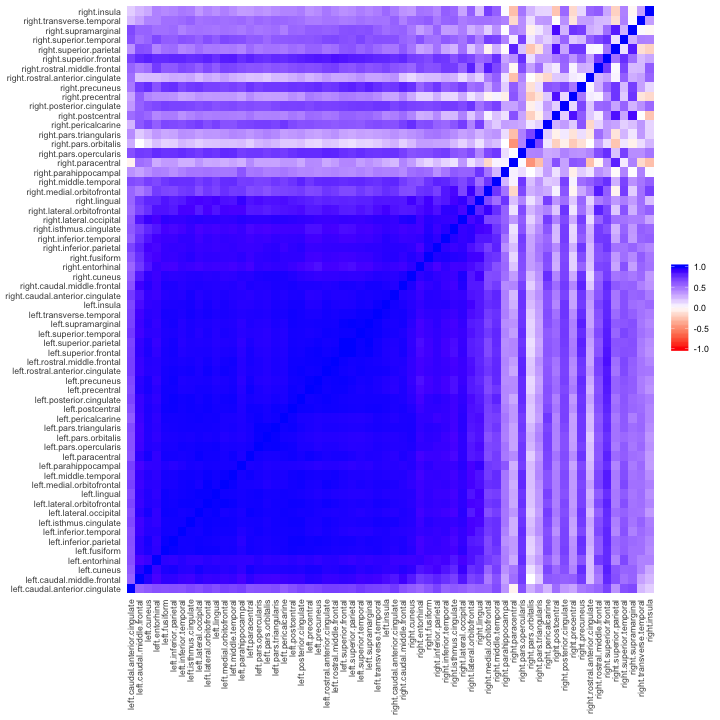 right.insula
right.transverse.temporal
right.supramarginal
right.superior.temporal
right.superior.parietal
right.superior.frontal
right.rostral.middle.frontal
right.rostral.anterior.cingulate
right.precuneus
right.precentral
right.posterior.cingulate
right.postcentral
right.pericalcarine
right.pars.triangularis
right.pars.orbitalis
right.pars.opercularis
right.paracentral
right.parahippocampal
right.middle.temporal
right.medial.orbitofrontal
right.lingual
right.lateral.orbitofrontal
right.lateral.occipital
right.isthmus.cingulate
right.inferior.temporal
right.inferior.parietal
right.fusiform
right.entorhinal
right.cuneus
right.caudal.middle.frontal
right.caudal.anterior.cingulate
left.insula
left.transverse.temporal
left.supramarginal
left.superior.temporal
left.superior.parietal
left.superior.frontal
left.rostral.middle.frontal
left.rostral.anterior.cingulate
left.precuneus
left.precentral
left.posterior.cingulate
left.postcentral
left.pericalcarine
left.pars.triangularis
left.pars.orbitalis
left.pars.opercularis
left.paracentral
left.parahippocampal
left.middle.temporal
left.medial.orbitofrontal
left.lingual
left.lateral.orbitofrontal
left.lateral.occipital
left.isthmus.cingulate
left.inferior.temporal
left.inferior.parietal
left.fusiform
left.entorhinal
left.cuneus
left.caudal.middle.frontal
left.caudal.anterior.cingulate
left.caudal.anterior.cingulate
left.caudal.middle.frontal
left.cuneus
left.entorhinal
left.fusiform
left.inferior.parietal
left.inferior.temporal
left.isthmus.cingulate
left.lateral.occipital
left.lateral.orbitofrontal
left.lingual
left.medial.orbitofrontal
left.middle.temporal
left.parahippocampal
left.paracentral
left.pars.opercularis
left.pars.orbitalis
left.pars.triangularis
left.pericalcarine
left.postcentral
left.posterior.cingulate
left.precentral
left.precuneus
left.rostral.anterior.cingulate
left.rostral.middle.frontal
left.superior.frontal
left.superior.parietal
left.superior.temporal
left.supramarginal
left.transverse.temporal
left.insula
right.caudal.anterior.cingulate
right.caudal.middle.frontal
right.cuneus
right.entorhinal
right.fusiform
right.inferior.parietal
right.inferior.temporal
right.isthmus.cingulate
right.lateral.occipital
right.lateral.orbitofrontal
right.lingual
right.medial.orbitofrontal
right.middle.temporal
right.parahippocampal
right.paracentral
right.pars.opercularis
right.pars.orbitalis
right.pars.triangularis
right.pericalcarine
right.postcentral
right.posterior.cingulate
right.precentral
right.precuneus
right.rostral.anterior.cingulate
right.rostral.middle.frontal
right.superior.frontal
right.superior.parietal
right.superior.temporal
right.supramarginal
right.transverse.temporal
right.insula
1.0
0.5
0.0
-0.5
-1.0